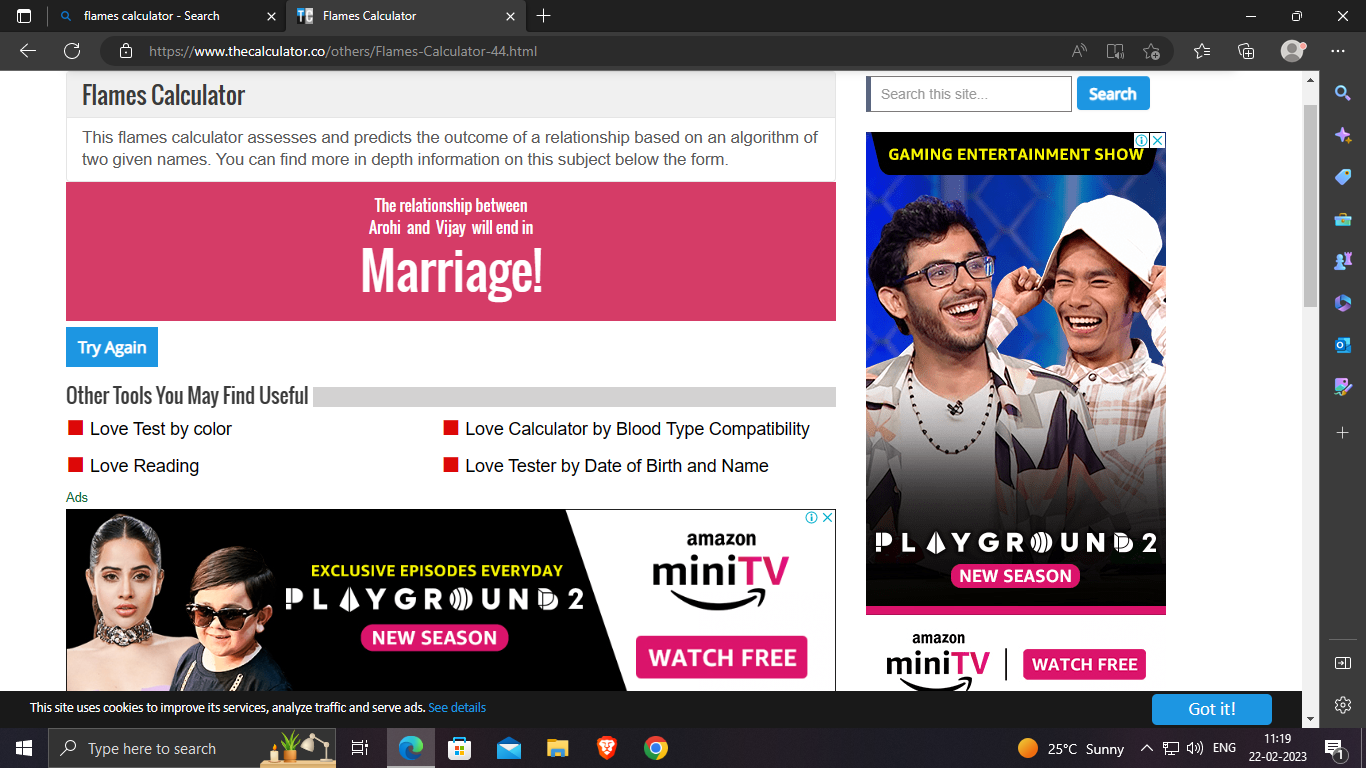 flames calculator - Search
Flames Calculator
https://www.thecalculator.co/others/Flames-Calculator-44.html
Flames Calculator
This flames calculator assesses and predicts the outcome of a relationship based on an algorithm of
two given names. You can find more in depth information on this subject below the form.
The relationship between
Arohi and Vijay will end in
Marriage!
Try Again
Other Tools You May Find Useful
Love Test by color
Love Calculator by Blood Type Compatibility
Love Reading
Love Tester by Date of Birth and Name
Ads
EXCLUSIVE EPISODES EVERYDAY
PLAYGROUND 2
NEW SEASON
amazon
miniTV
WATCH FREE
Search this site...
Search
GAMING ENTERTAINMENT SHOW
PLAYGROUND 2
NEW SEASON
amazon
miniTV
WATCH FREE
This site uses cookies to improve its services, analyze traffic and serve ads. See details
Got it!
Type here to search
25°C Sunny
ENG
11:19
22-02-2023
1